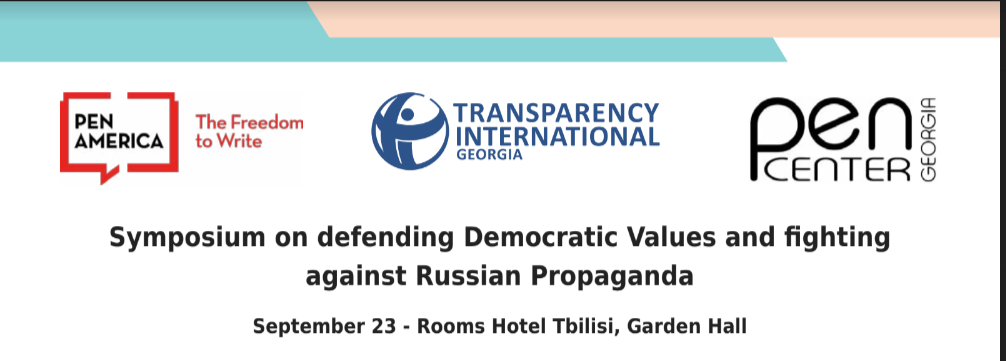 PEN
AMERICA
The Freedom
to Write
TRANSPARENCY
INTERNATIONAL
GEORGIA
pen
CENTER
GEORGIA
Symposium on defending Democratic Values and fighting
against Russian Propaganda
September 23 - Rooms Hotel Tbilisi, Garden Hall